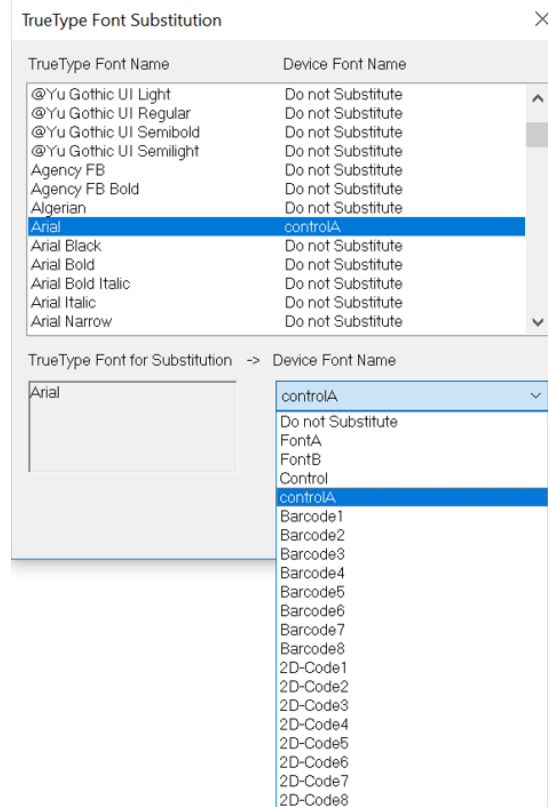 TrueType Font Substitution
TrueType Font Name Device Font Name
@Yu Gothic UI Light Do not Substitute
@Yu Gothic UI Regular Do not Substitute
@Yu Gothic UI Semibold Do not Substitute
@Yu Gothic UI Semilight Do not Substitute
Agency FB Do not Substitute
Agency FB Bold Do not Substitute
Algerian Do not Substitute
Arial controlA
Arial Black Do not Substitute
Arial Bold Do not Substitute
Arial Bold Italic Do not Substitute
Arial Italic Do not Substitute
Arial Narrow Do not Substitute
TrueType Font for Substitution -> Device Font Name
Arial controlA
Do not Substitute
FontA
FontB
Control
controlA
Barcode1
Barcode2
Barcode3
Barcode4
Barcode5
Barcode6
Barcode7
Barcode8
2D-Code1
2D-Code2
2D-Code3
2D-Code4
2D-Code5
2D-Code6
2D-Code7
2D-Code8